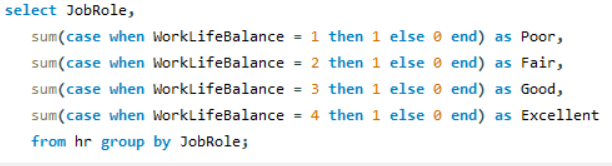 select JobRole,
sum(case when WorkLifeBalance = 1 then 1 else 0 end) as Poor,
sum(case when WorkLifeBalance = 2 then 1 else 0 end) as Fair,
sum(case when WorkLifeBalance = 3 then 1 else 0 end) as Good,
sum(case when WorkLifeBalance = 4 then 1 else 0 end) as Excellent
from hr group by JobRole;